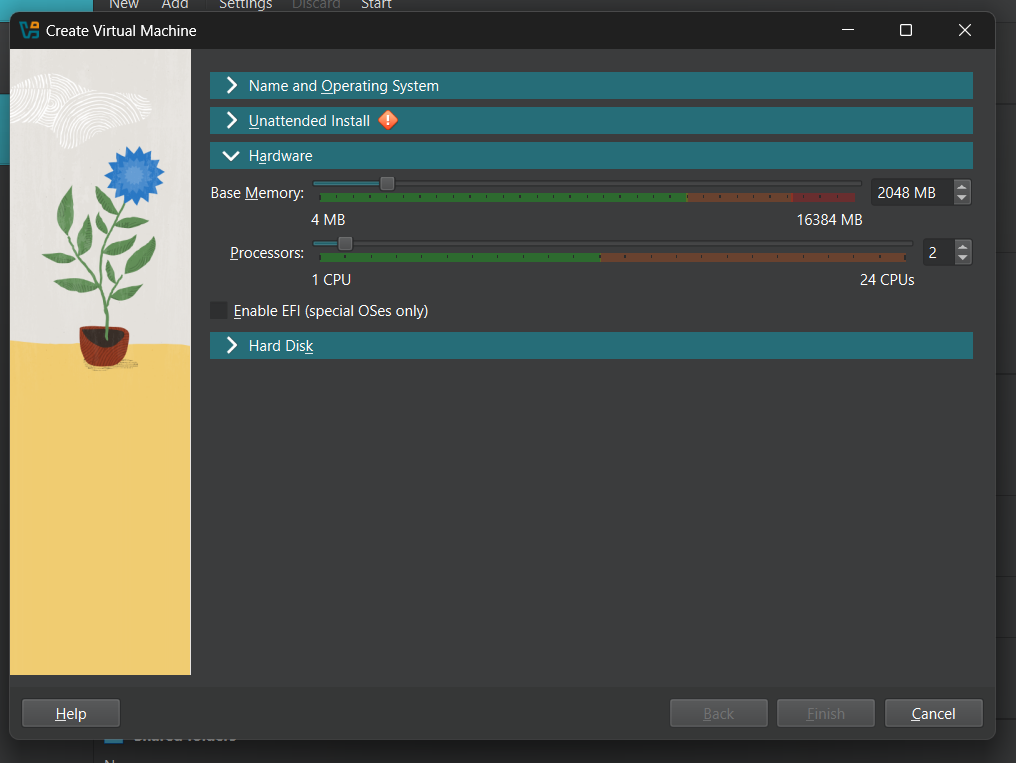 New Add Settings Discard Start
Create Virtual Machine
Name and Operating System
Unattended Install
Hardware
Base Memory: 2048 MB
4 MB 16384 MB
Processors: 2
1 CPU 24 CPUs
Enable EFI (special OSes only)
Hard Disk
Help Back Finish Cancel
Shared folders